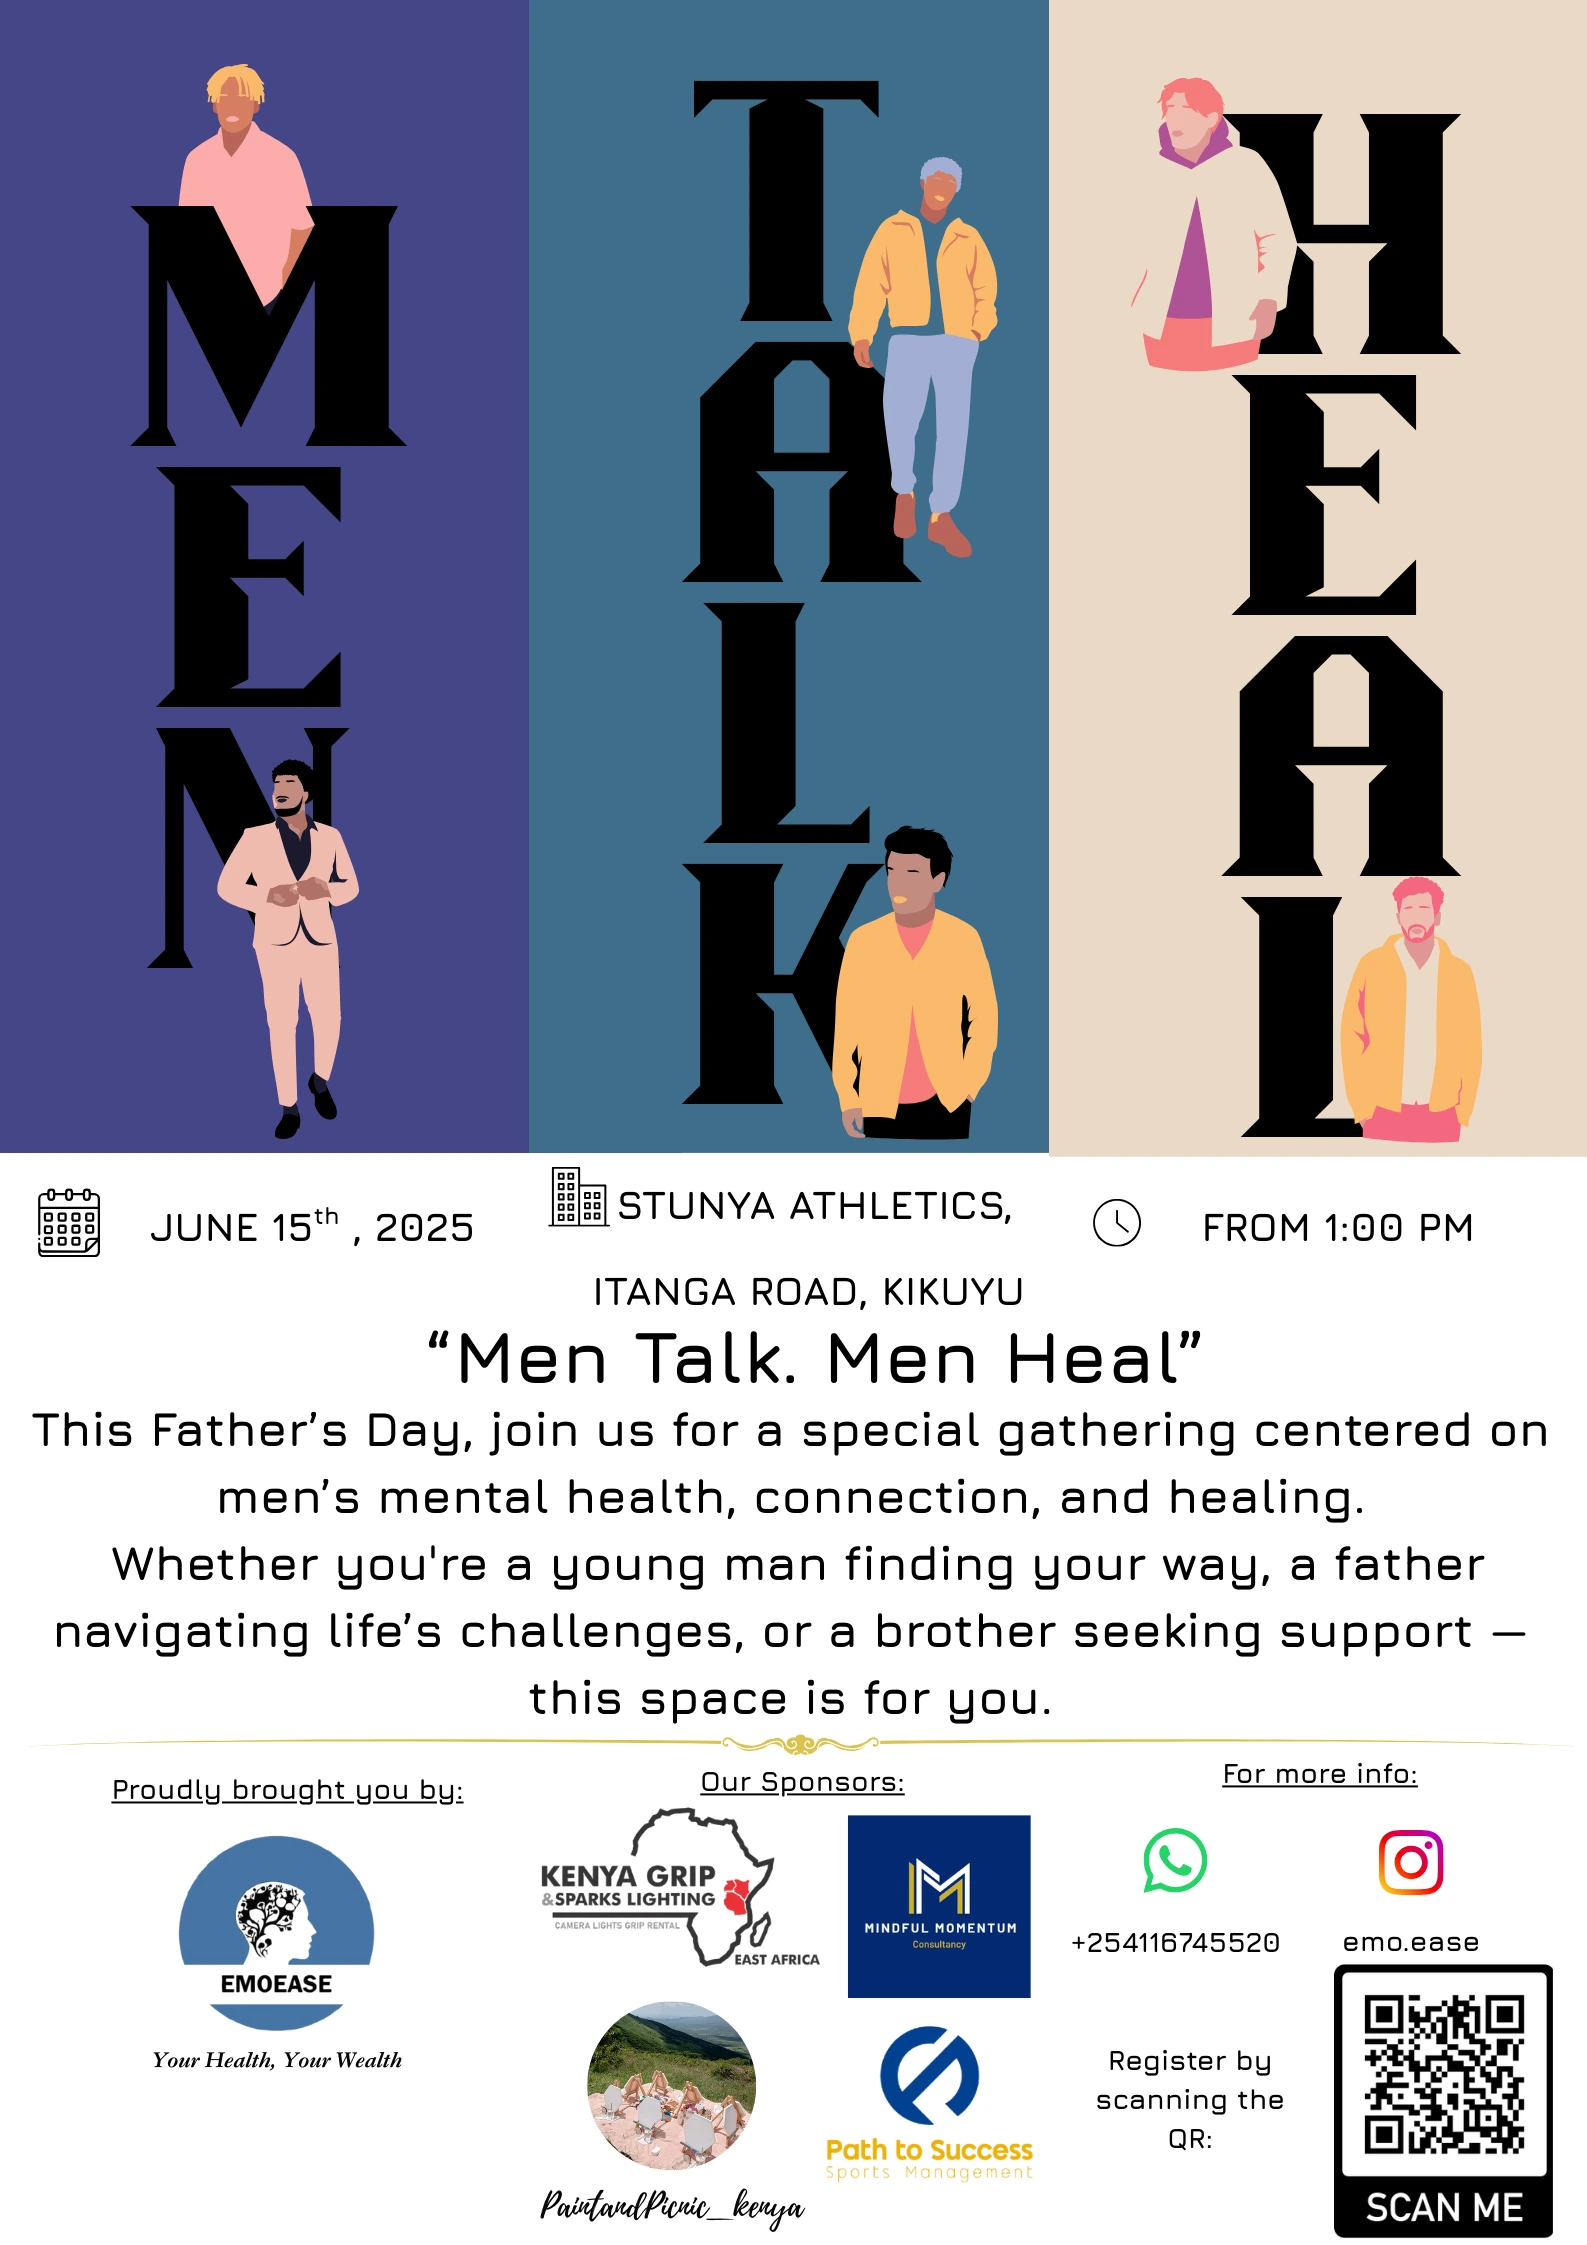 MEN
TALK
HEAL
JUNE 15th , 2025
STUNYA ATHLETICS,
ITANGA ROAD, KIKUYU
FROM 1:00 PM
“Men Talk. Men Heal”
This Father’s Day, join us for a special gathering centered on
men’s mental health, connection, and healing.
Whether you're a young man finding your way, a father
navigating life’s challenges, or a brother seeking support —
this space is for you.
Proudly brought you by:
EMOEASE
Your Health, Your Wealth
Our Sponsors:
KENYA GRIP
&SPARKS LIGHTING
CAMERA LIGHTS GRIP RENTAL
EAST AFRICA
MINDFUL MOMENTUM
Consultancy
PaintandPicnic_kenya
Path to Success
Sports Management
For more info:
+254116745520
emo.ease
Register by
scanning the
QR:
SCAN ME